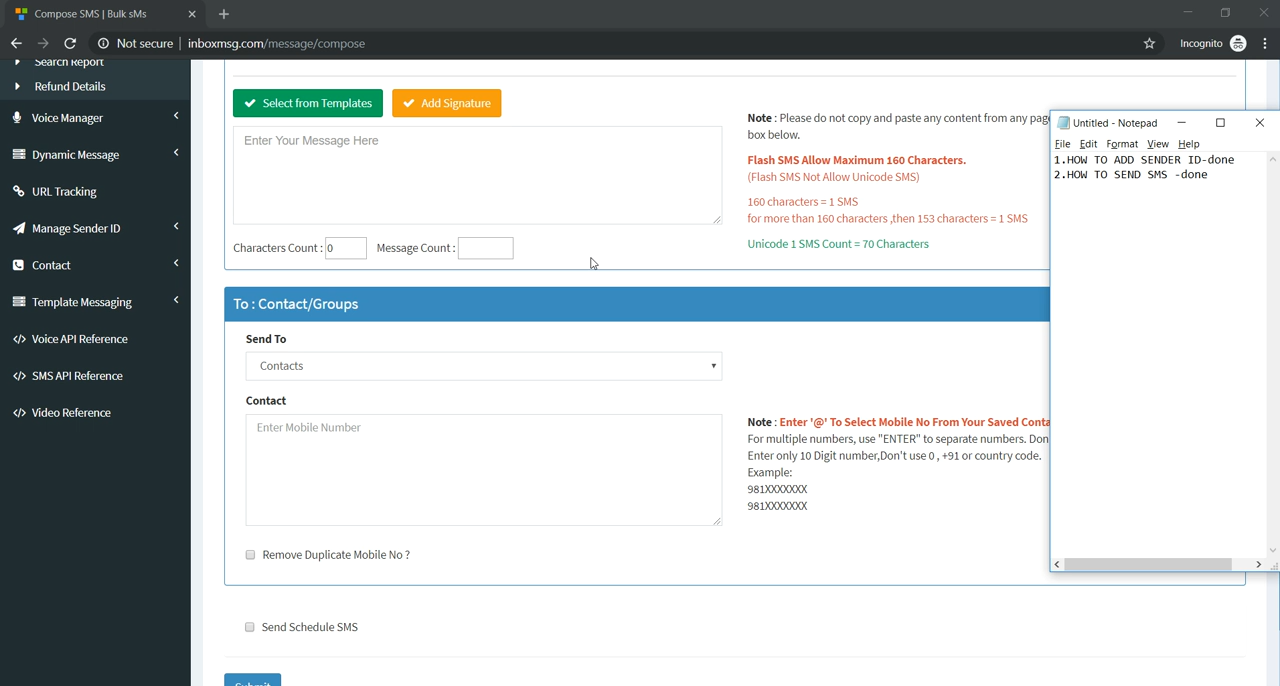 Compose SMS | Bulk sMs
Not secure | inboxmsg.com/message/compose
Incognito
Search Report
Refund Details
Voice Manager
Dynamic Message
URL Tracking
Manage Sender ID
Contact
Template Messaging
Voice API Reference
SMS API Reference
Video Reference
Select from Templates
Add Signature
Enter Your Message Here
Characters Count : 0 Message Count :
Note : Please do not copy and paste any content from any page
box below.
Flash SMS Allow Maximum 160 Characters.
(Flash SMS Not Allow Unicode SMS)
160 characters = 1 SMS
for more than 160 characters ,then 153 characters = 1 SMS
Unicode 1 SMS Count = 70 Characters
To : Contact/Groups
Send To
Contacts
Contact
Enter Mobile Number
Note : Enter '@' To Select Mobile No From Your Saved Conta
For multiple numbers, use "ENTER" to separate numbers. Don
Enter only 10 Digit number,Don't use 0 , +91 or country code.
Example:
981XXXXXXX
981XXXXXXX
Remove Duplicate Mobile No ?
Send Schedule SMS
Submit
Untitled - Notepad
File Edit Format View Help
1.HOW TO ADD SENDER ID-done
2.HOW TO SEND SMS -done